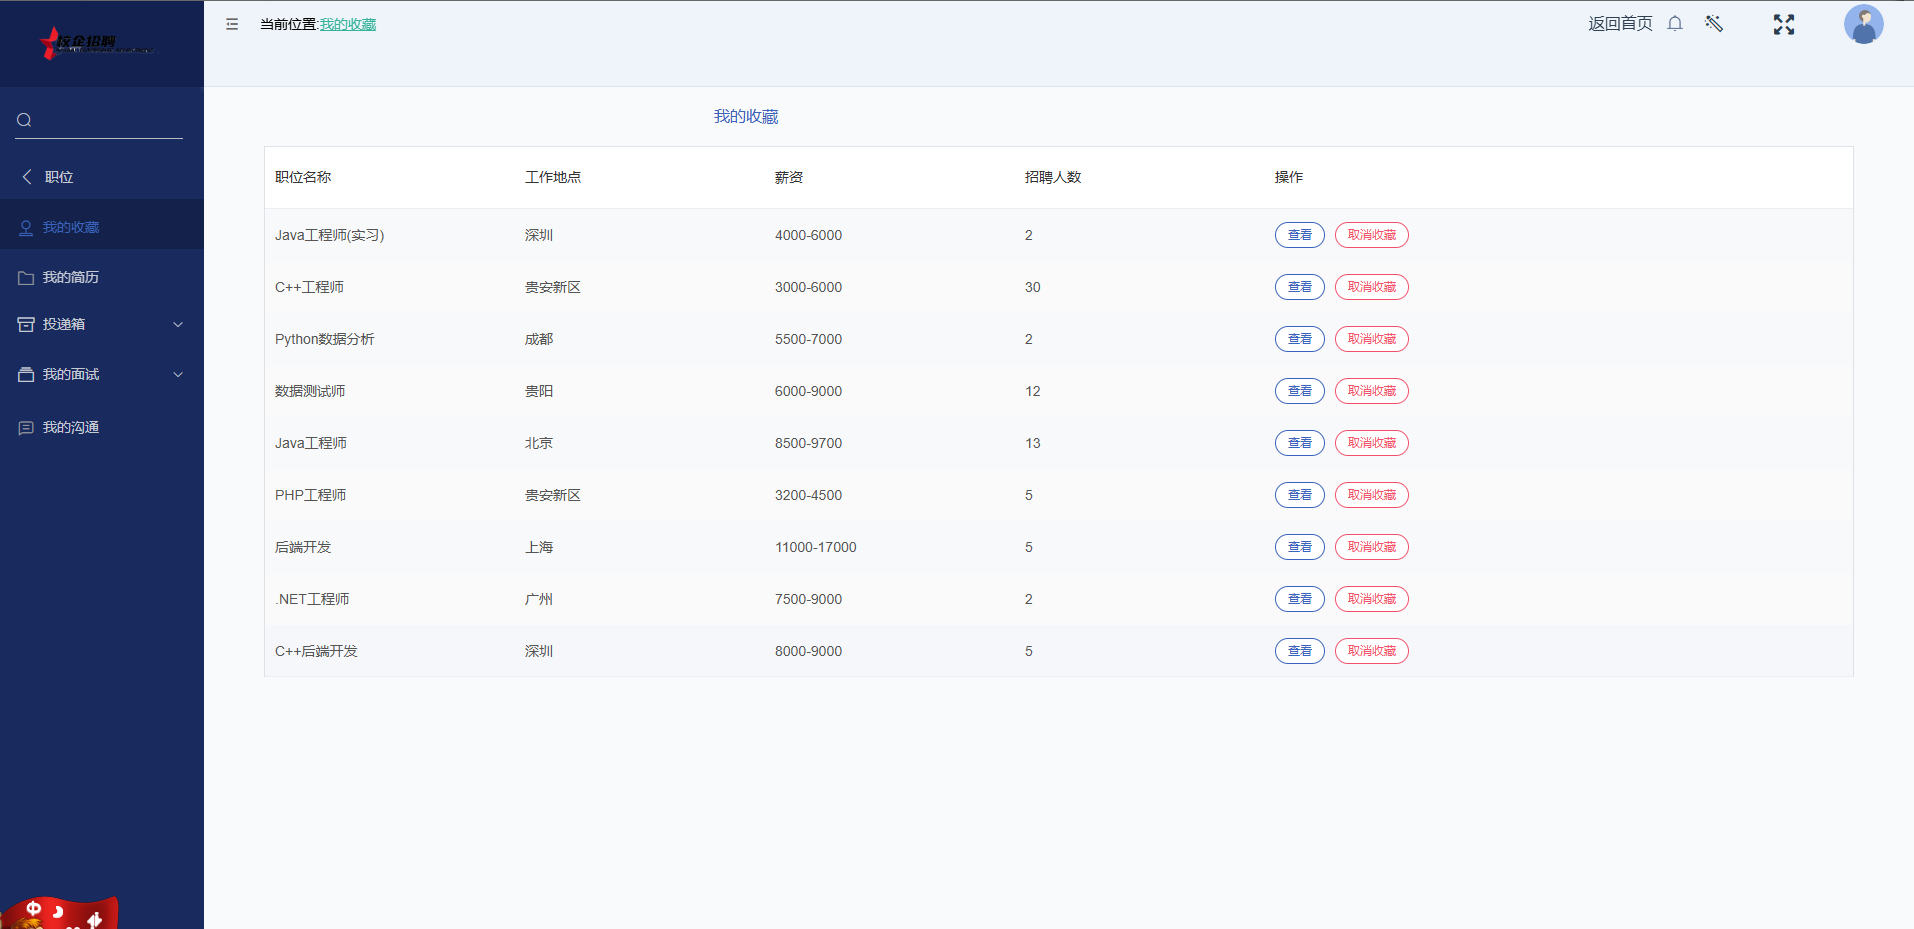 校企招聘
职位
我的收藏
我的简历
投递箱
我的面试
我的沟通
当前位置:我的收藏
返回首页
我的收藏
职位名称 工作地点 薪资 招聘人数 操作
Java工程师(实习) 深圳 4000-6000 2 查看 取消收藏
C++工程师 贵安新区 3000-6000 30 查看 取消收藏
Python数据分析 成都 5500-7000 2 查看 取消收藏
数据测试师 贵阳 6000-9000 12 查看 取消收藏
Java工程师 北京 8500-9700 13 查看 取消收藏
PHP工程师 贵安新区 3200-4500 5 查看 取消收藏
后端开发 上海 11000-17000 5 查看 取消收藏
.NET工程师 广州 7500-9000 2 查看 取消收藏
C++后端开发 深圳 8000-9000 5 查看 取消收藏
中